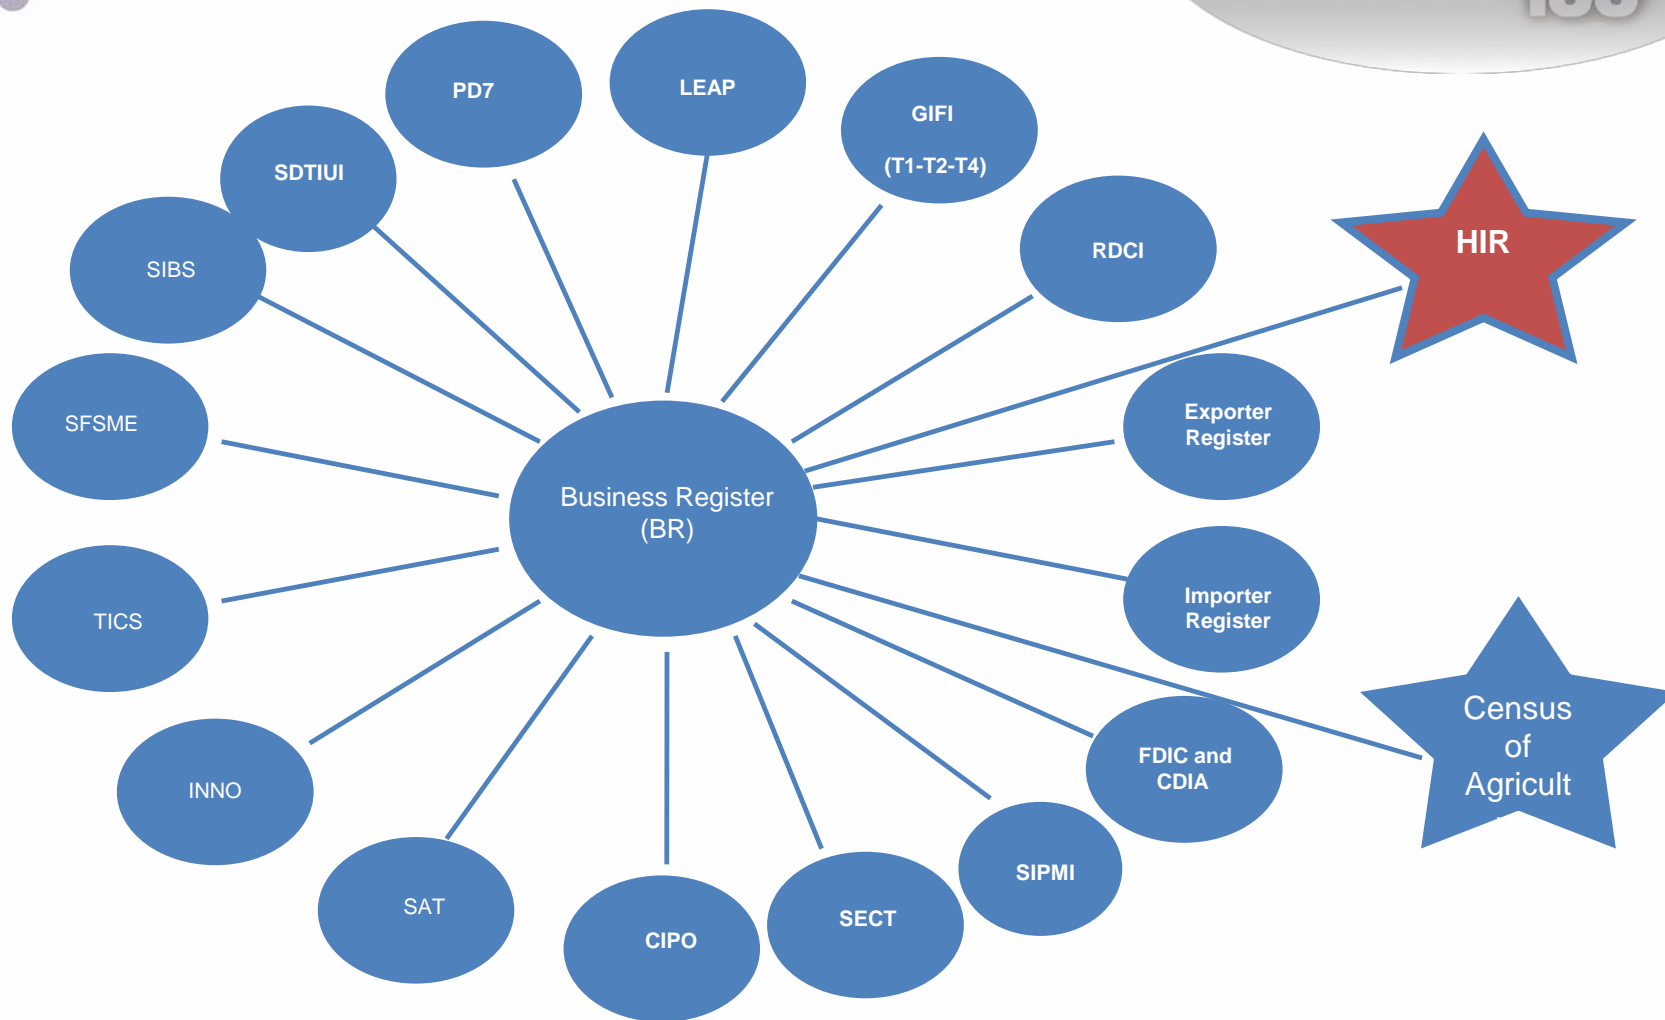 PD7
LEAP
GIFI
(T1-T2-T4)
SDTIUI
RDCI
HIR
SIBS
SFSME
Exporter
Register
Business Register
(BR)
TICS
Importer
Register
Census
of
Agricult
FDIC and
CDIA
INNO
SIPMI
SAT
SECT
CIPO